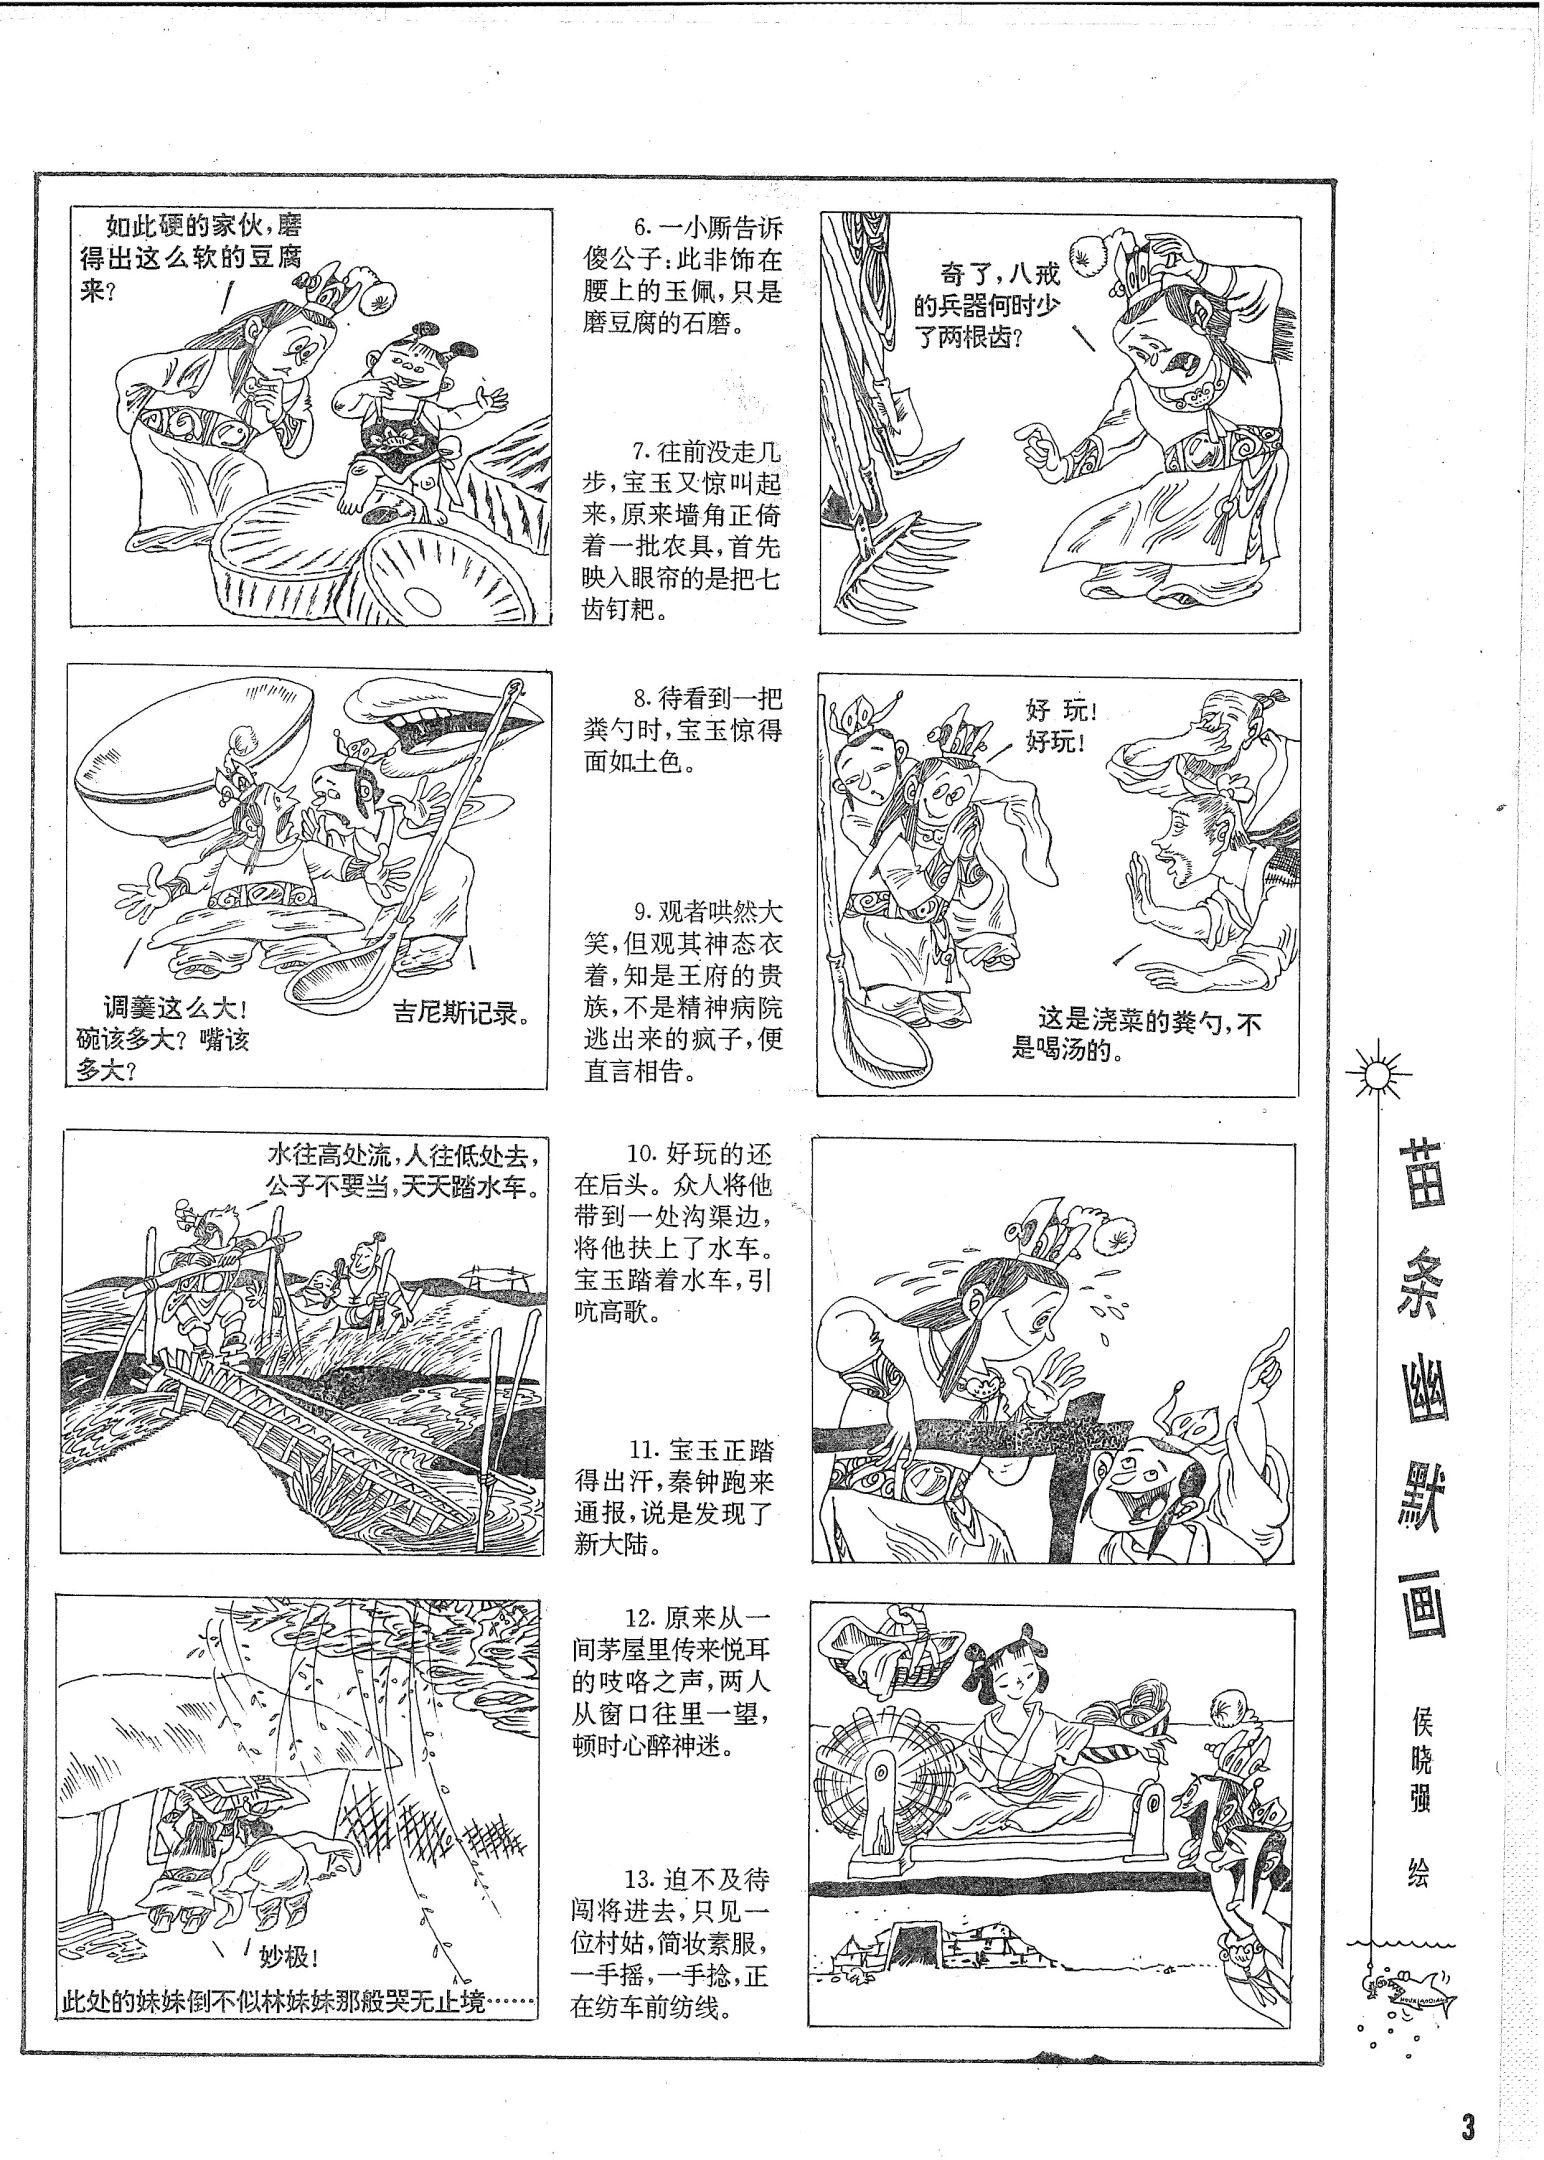 如此硬的家伙，磨
得出这么软的豆腐
来？
6. 一小厮告诉
傻公子：此非饰在
腰上的玉佩，只是
磨豆腐的石磨。
7. 往前没走几
步，宝玉又惊叫起
来，原来墙角正倚
着一批农具，首先
映入眼帘的是把七
齿钉耙。
奇了，八戒
的兵器何时少
了两根齿？
调羹这么大！
碗该多大？嘴该
多大？
吉尼斯记录。
8. 待看到一把
粪勺时，宝玉惊得
面如土色。
9. 观者哄然大
笑，但观其神态衣
着，知是王府的贵
族，不是精神病院
逃出来的疯子，便
直言相告。
好玩！
好玩！
这是浇菜的粪勺，不
是喝汤的。
水往高处流，人往低处去，
公子不要当，天天踏水车。
10. 好玩的还
在后头。众人将他
带到一处沟渠边，
将他扶上了水车。
宝玉踏着水车，引
吭高歌。
11. 宝玉正踏
得出汗，秦钟跑来
通报，说是发现了
新大陆。
妙极！
此处的妹妹倒不似林妹妹那般哭无止境……
12. 原来从一
间茅屋里传来悦耳
的吱咯之声，两人
从窗口往里一望，
顿时心醉神迷。
13. 迫不及待
闯将进去，只见一
位村姑，简妆素服，
一手摇，一手捻，正
在纺车前纺线。
苗条幽默画
侯晓强 绘
HOUXIAOQIANG
3